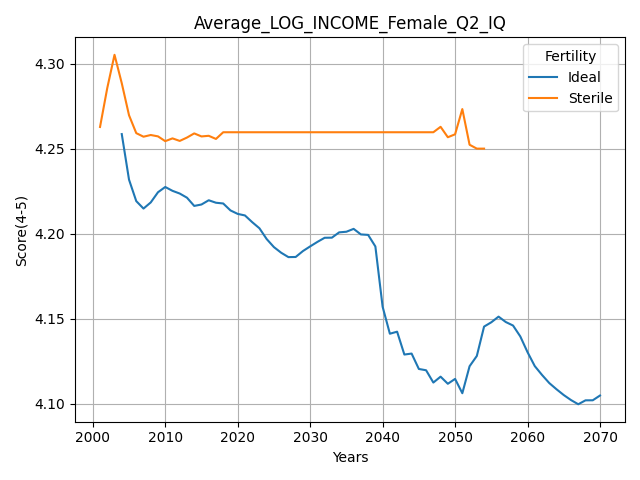 Average_LOG_INCOME_Female_Q2_IQ
Fertility
Ideal
Sterile
Score(4-5)
4.30
4.25
4.20
4.15
4.10
2000 2010 2020 2030 2040 2050 2060 2070
Years